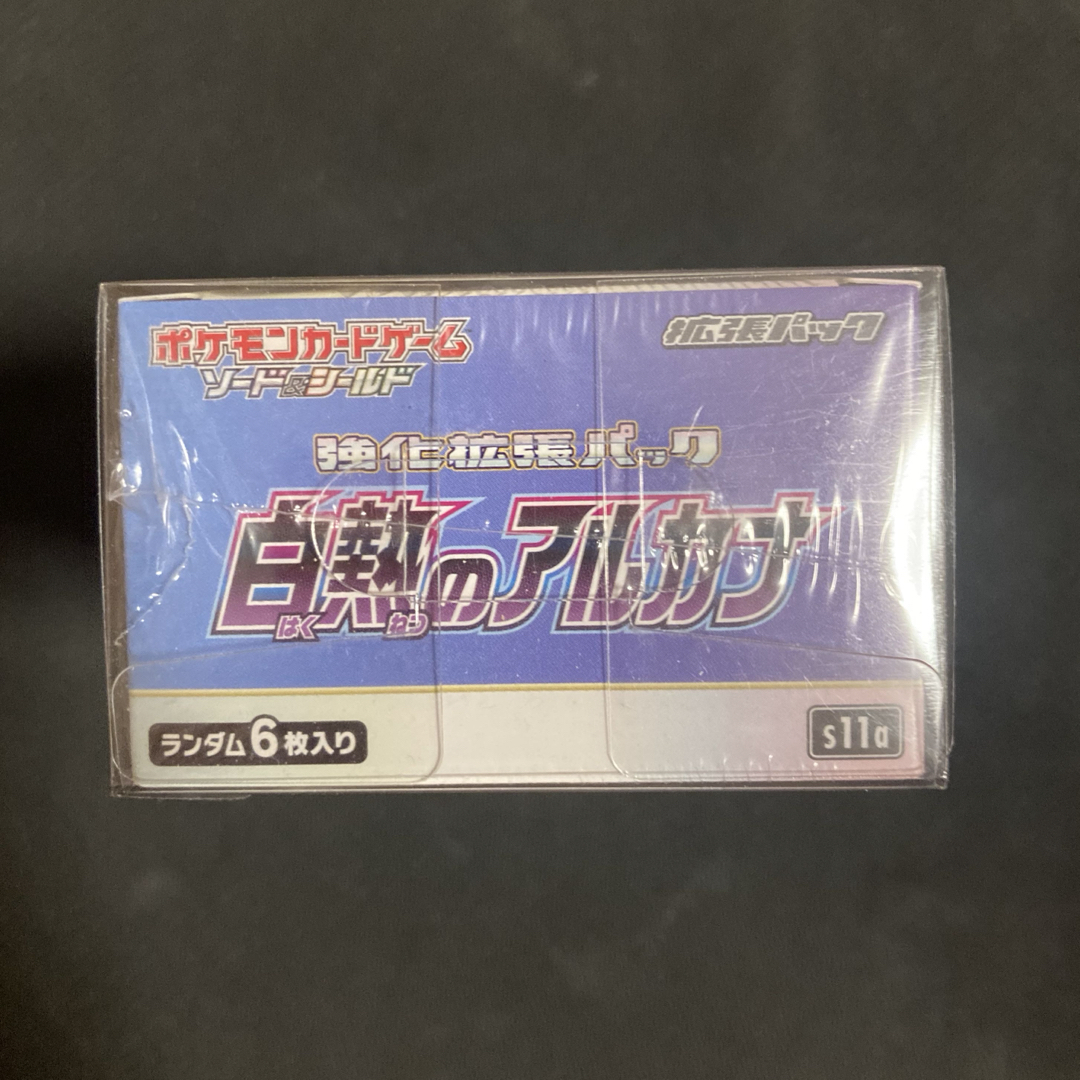 ポケモンカードゲーム
ソード&シールド
拡張パック
強化拡張パック
白熱のアルカナ
はく ねつ
ランダム6枚入り
s11a